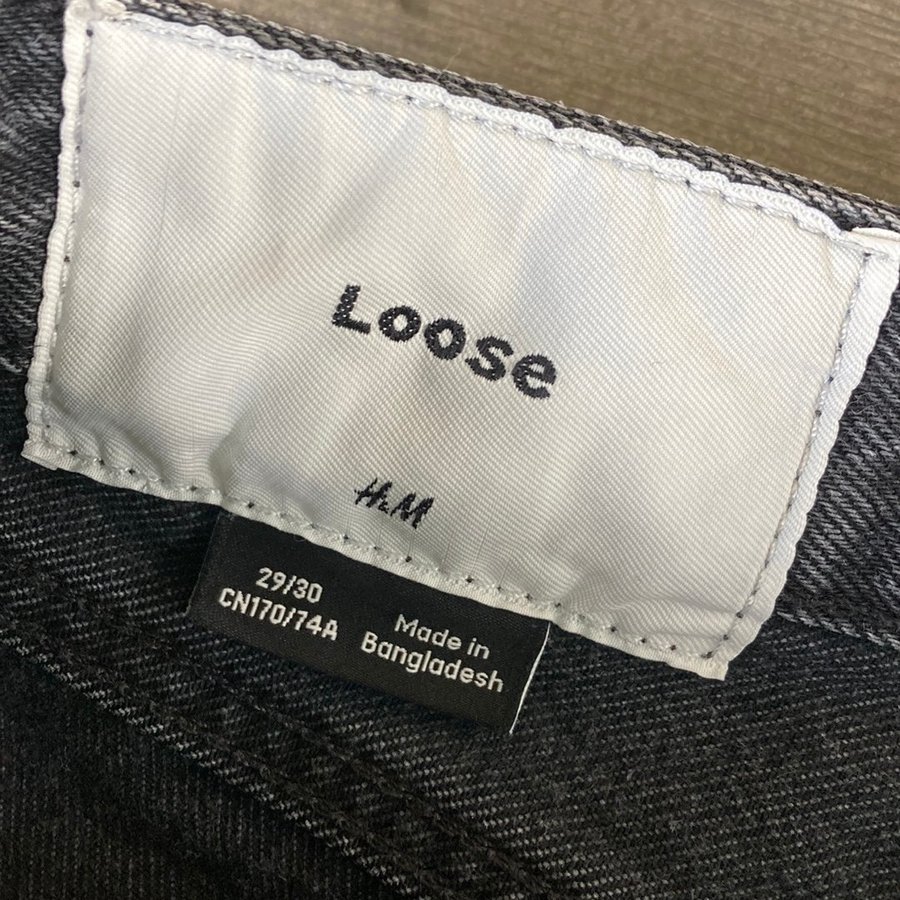 Loose
H&M
29/30
CN170/74A
Made in
Bangladesh